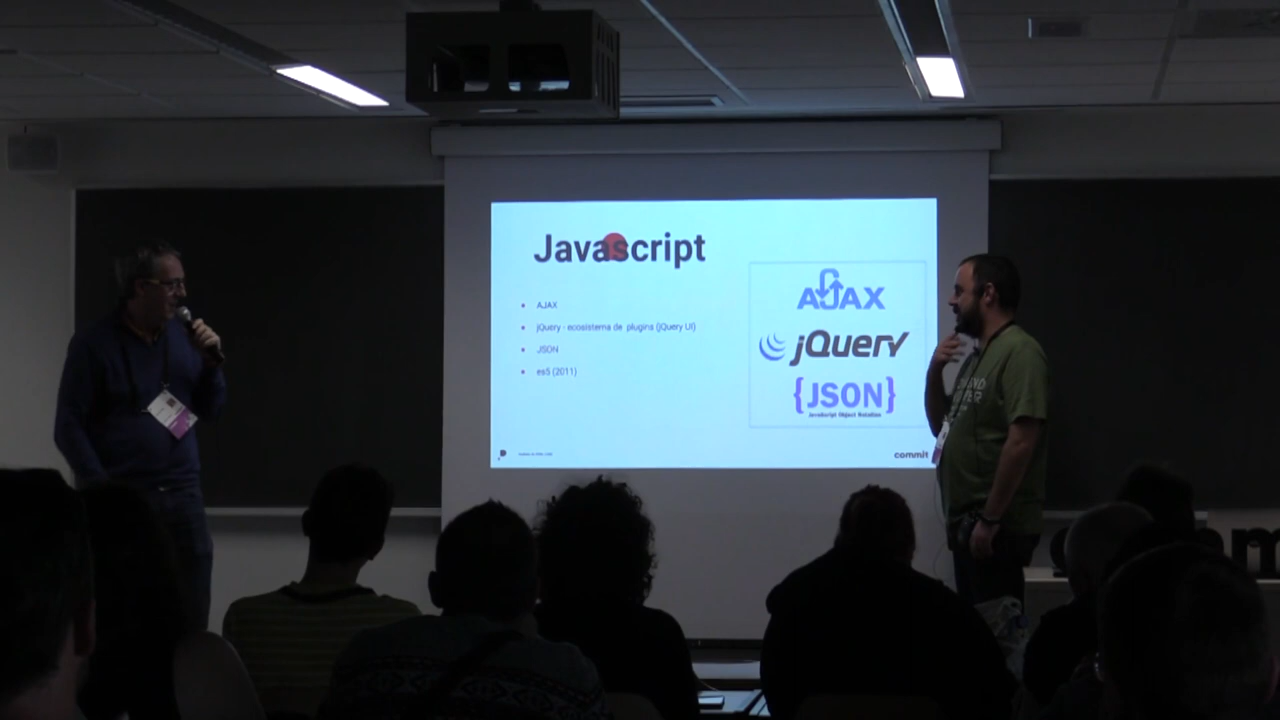 Javascript
AJAX
jQuery - ecosistema de plugins (jQuery UI)
JSON
es5 (2011)
AJAX
jQuery
{JSON}
JavaScript Object Notation
commit